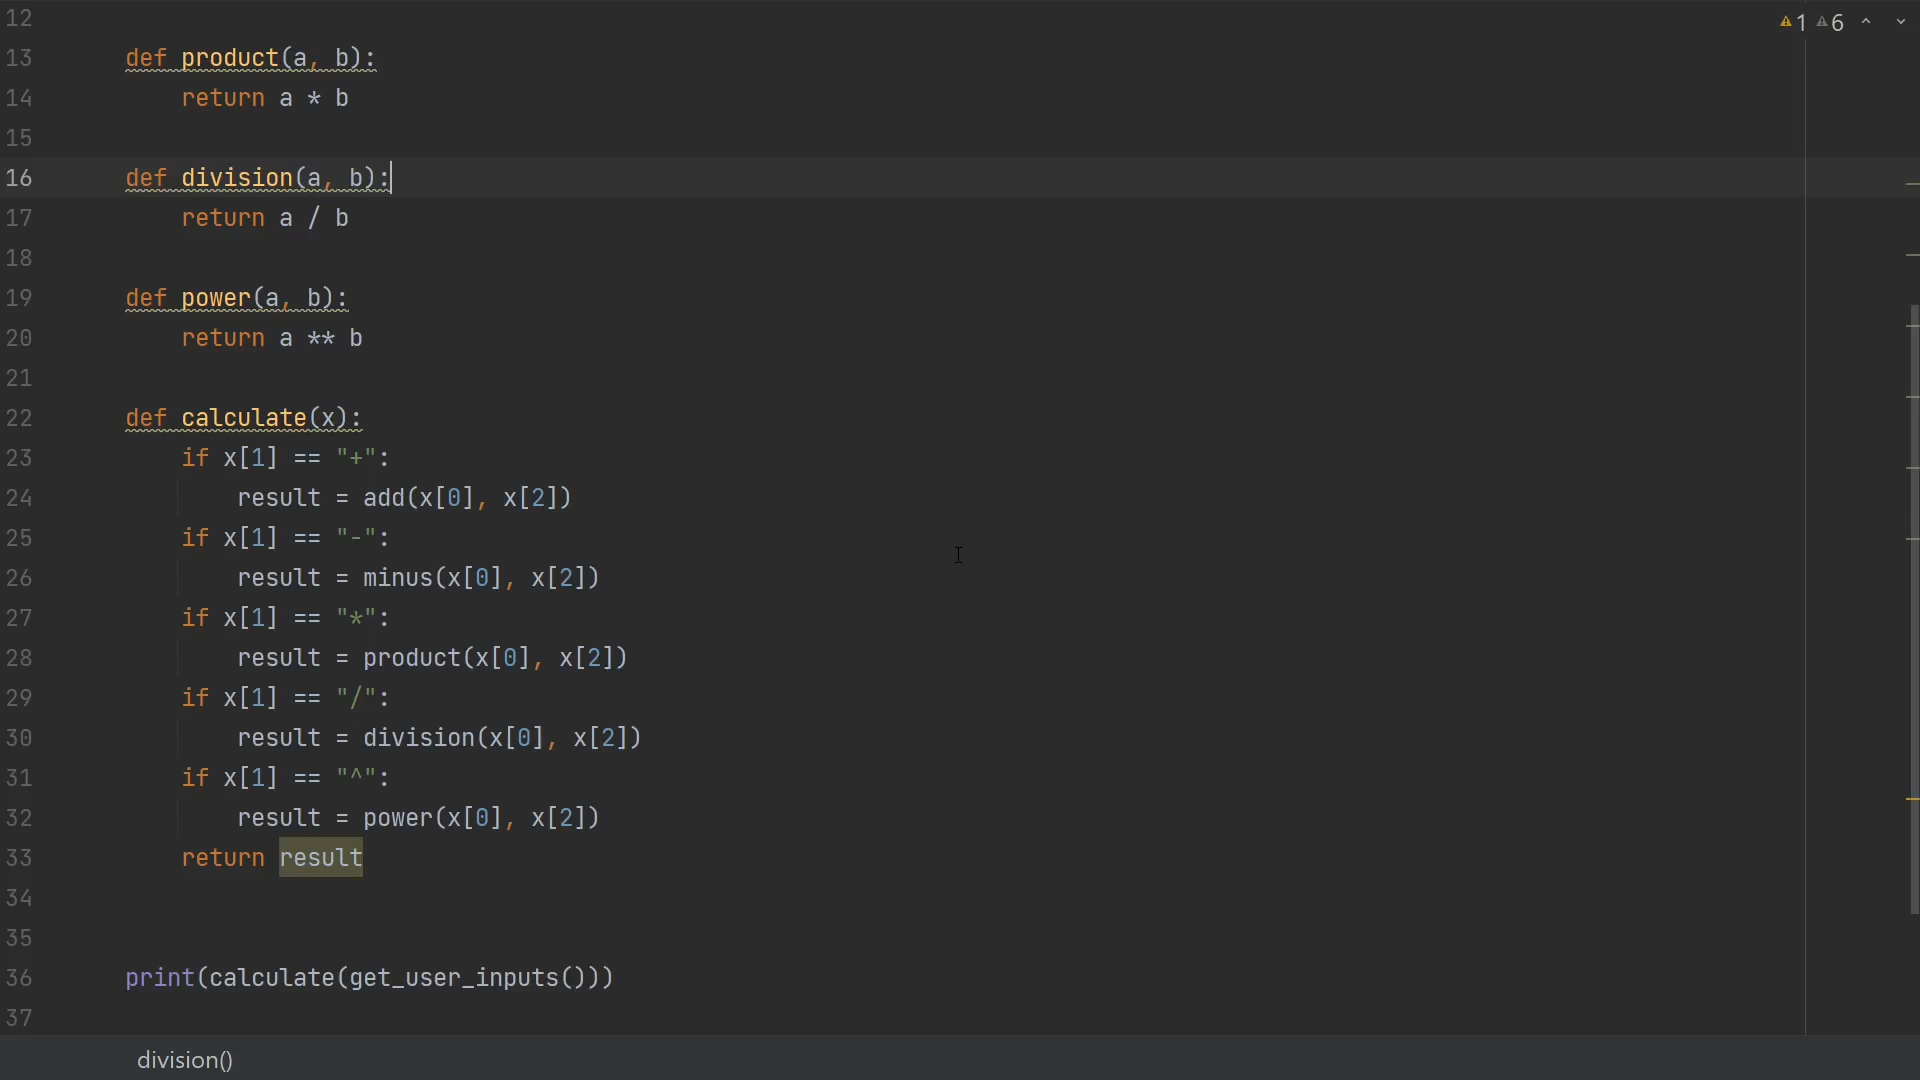 12
1 6
13 def product(a, b):
14 return a * b
15
16 def division(a, b):
17 return a / b
18
19 def power(a, b):
20 return a ** b
21
22 def calculate(x):
23 if x[1] == "+":
24 result = add(x[0], x[2])
25 if x[1] == "-":
26 result = minus(x[0], x[2])
27 if x[1] == "*":
28 result = product(x[0], x[2])
29 if x[1] == "/":
30 result = division(x[0], x[2])
31 if x[1] == "^":
32 result = power(x[0], x[2])
33 return result
34
35
36 print(calculate(get_user_inputs()))
37
division()